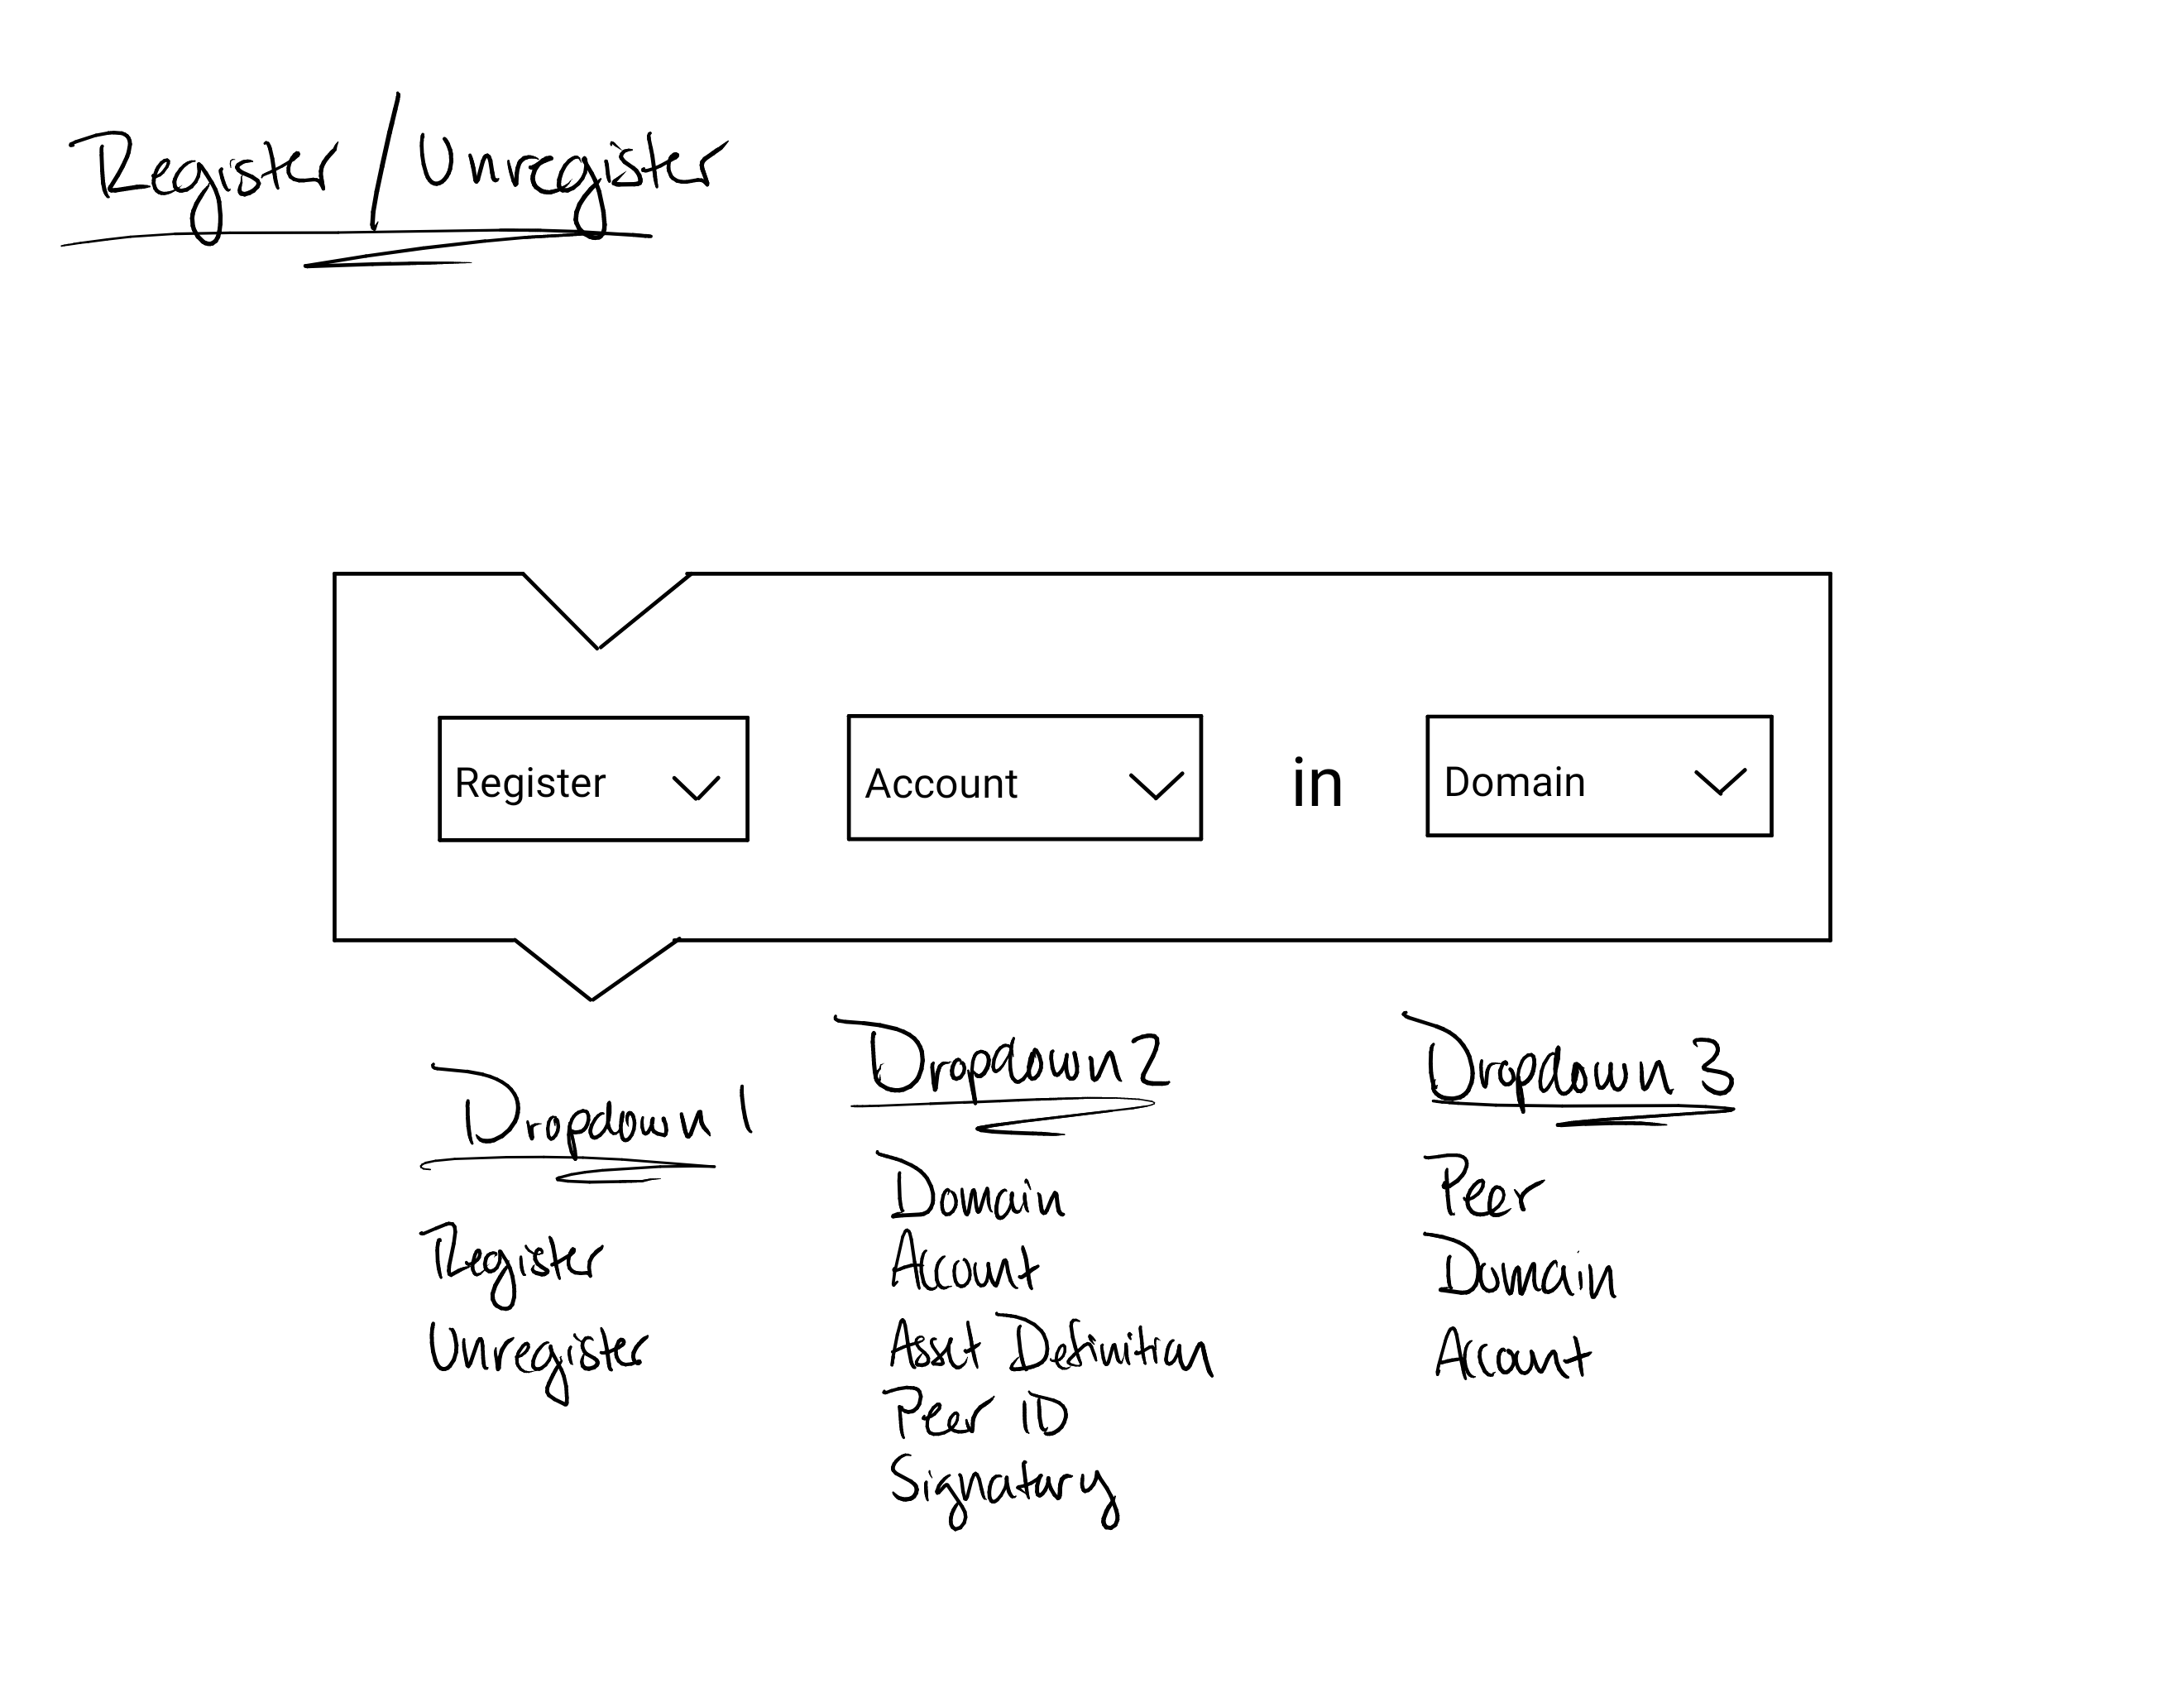 Register/Unregister
Register Account in Domain
Dropdown 1
Register
Unregister
Dropdown 2
Domain
Account
Asset Definition
Peer ID
Signatory
Dropdown 3
Peer
Domain
Account